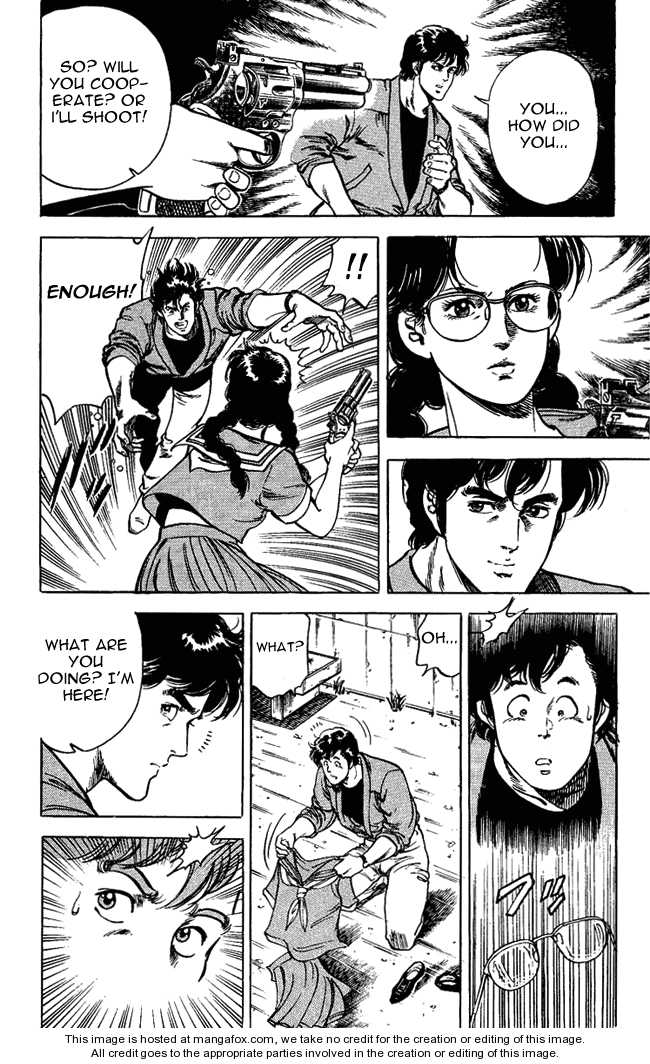 YOU...
HOW DID
YOU...
SO? WILL
YOU COOP-
ERATE? OR
I'LL SHOOT!
!!
ENOUGH!
フッ
OH...
WHAT?
WHAT ARE
YOU
DOING? I'M
HERE!
This image is hosted at mangafox.com, we take no credit for the creation or editing of this image.
All credit goes to the appropriate parties involved in the creation or editing of this image.